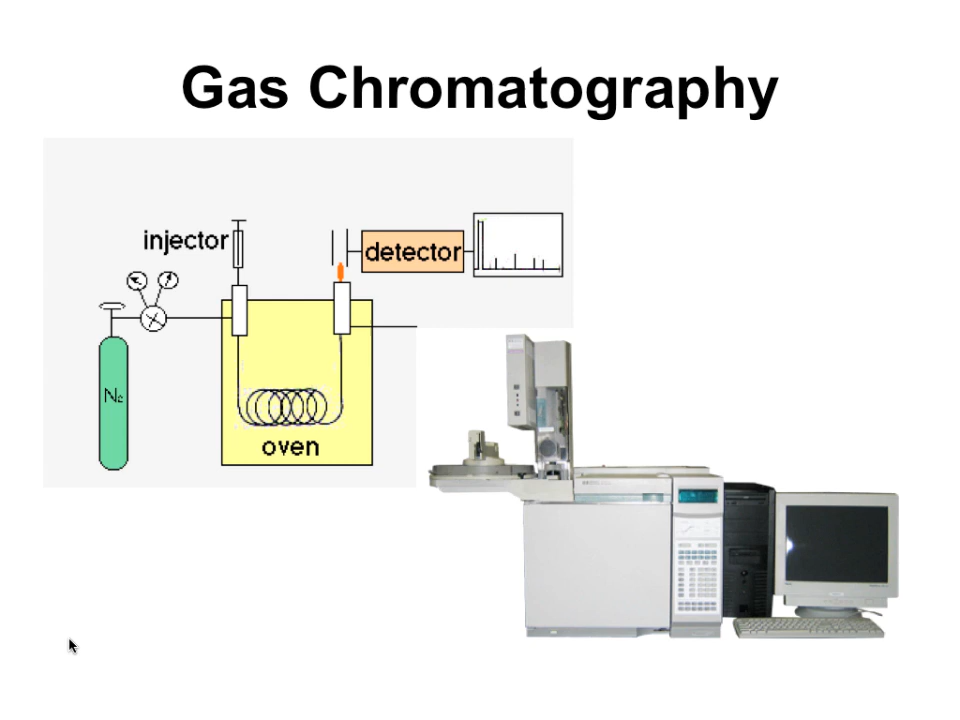 Gas Chromatography
injector
detector
N₂
oven